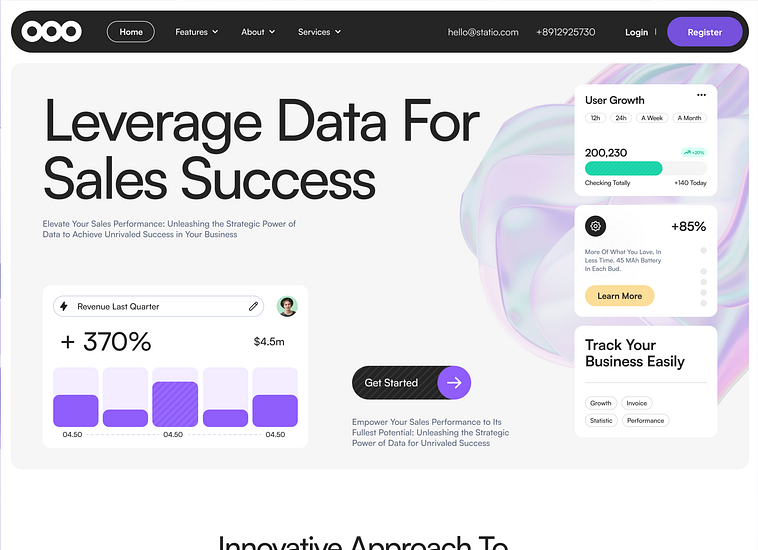 Home
Features
About
Services
hello@statio.com
+8912925730
Login
Register
Leverage Data For
Sales Success
Elevate Your Sales Performance: Unleashing the Strategic Power of
Data to Achieve Unrivaled Success in Your Business
Revenue Last Quarter
+ 370%
$4.5m
04.50
04.50
04.50
Get Started
Empower Your Sales Performance to Its
Fullest Potential: Unleashing the Strategic
Power of Data for Unrivaled Success
User Growth
12h
24h
A Week
A Month
200,230
+20%
Checking Totally
+140 Today
+85%
More Of What You Love, In
Less Time. 45 MAh Battery
In Each Bud.
Learn More
Track Your
Business Easily
Growth
Invoice
Statistic
Performance
Innovative Approach To